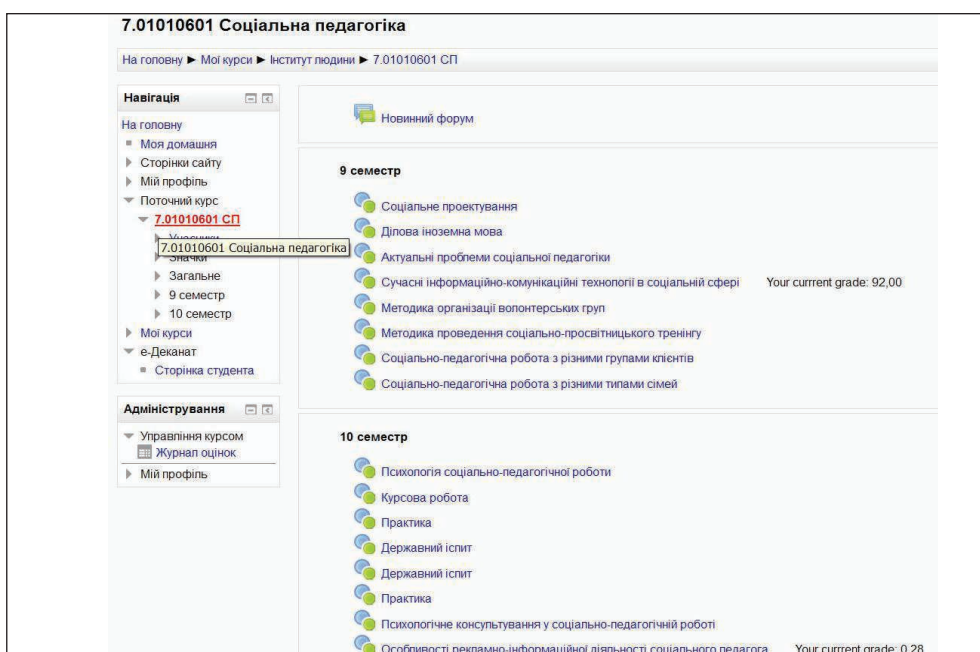 7.01010601 Соціальна педагогіка
На головну ► Мої курси ► Інститут людини ► 7.01010601 СП
Навігація
На головну
Моя домашня
Сторінки сайту
Мій профіль
Поточний курс
7.01010601 СП
Учасники
7.01010601 Соціальна педагогіка
Значки
Загальне
9 семестр
10 семестр
Мої курси
е-Деканат
Сторінка студента
Адміністрування
Управління курсом
Журнал оцінок
Мій профіль
Новинний форум
9 семестр
Соціальне проектування
Ділова іноземна мова
Актуальні проблеми соціальної педагогіки
Сучасні інформаційно-комунікаційні технології в соціальній сфері Your currrent grade: 92,00
Методика організації волонтерських груп
Методика проведення соціально-просвітницького тренінгу
Соціально-педагогічна робота з різними групами клієнтів
Соціально-педагогічна робота з різними типами сімей
10 семестр
Психологія соціально-педагогічної роботи
Курсова робота
Практика
Державний іспит
Державний іспит
Практика
Психологічне консультування у соціально-педагогічній роботі
Особливості рекламно-інформаційної діяльності соціального педагога Your currrent grade: 0,28